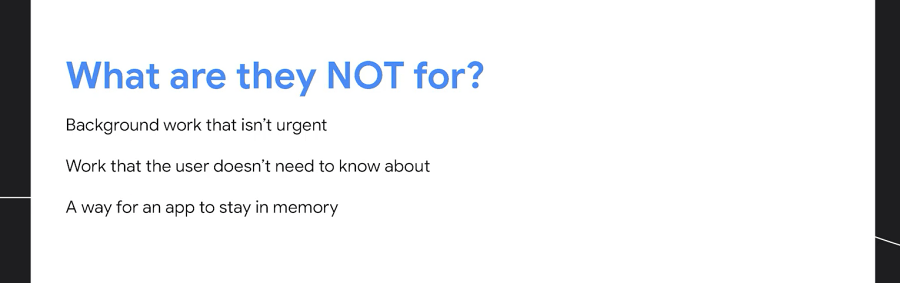 What are they NOT for?
Background work that isn’t urgent
Work that the user doesn’t need to know about
A way for an app to stay in memory